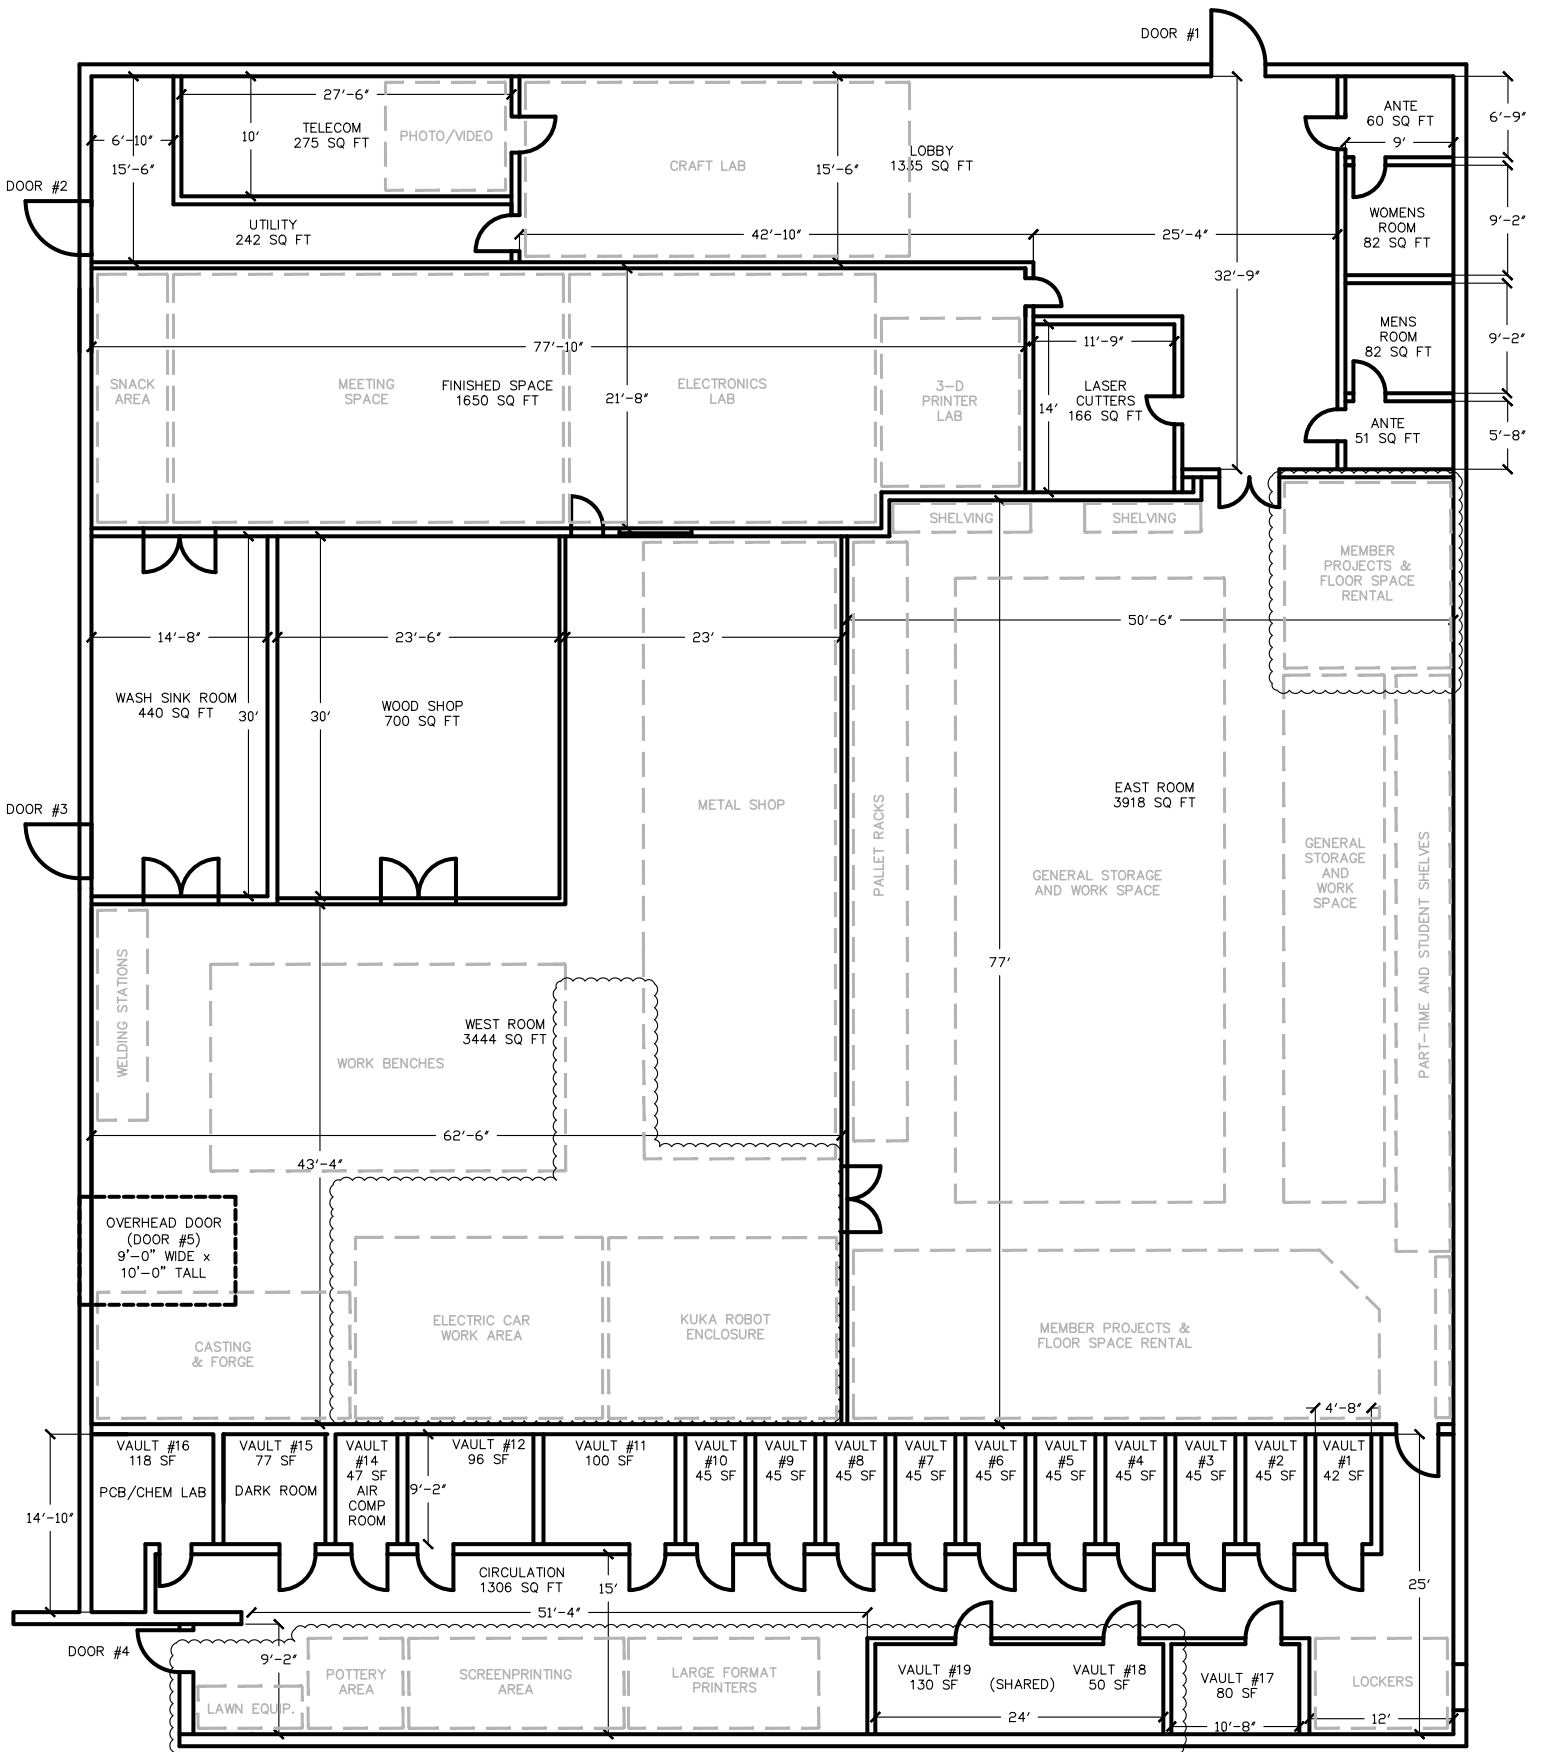 DOOR #1
27'-6"
TELECOM
275 SQ FT
10'
PHOTO/VIDEO
6'-10"
15'-6"
CRAFT LAB
15'-6"
LOBBY
1335 SQ FT
ANTE
60 SQ FT
9'
6'-9"
DOOR #2
UTILITY
242 SQ FT
42'-10"
25'-4"
WOMENS
ROOM
82 SQ FT
9'-2"
32'-9"
MENS
ROOM
82 SQ FT
9'-2"
77'-10"
11'-9"
SNACK
AREA
MEETING
SPACE
FINISHED SPACE
1650 SQ FT
21'-8"
ELECTRONICS
LAB
3-D
PRINTER
LAB
14'
LASER
CUTTERS
166 SQ FT
ANTE
51 SQ FT
5'-8"
SHELVING
SHELVING
MEMBER
PROJECTS &
FLOOR SPACE
RENTAL
14'-8"
23'-6"
23'
50'-6"
WASH SINK ROOM
440 SQ FT
30'
30'
WOOD SHOP
700 SQ FT
DOOR #3
METAL SHOP
PALLET RACKS
EAST ROOM
3918 SQ FT
GENERAL STORAGE
AND WORK SPACE
GENERAL
STORAGE
AND
WORK
SPACE
PART-TIME AND STUDENT SHELVES
77'
WELDING STATIONS
WEST ROOM
3444 SQ FT
WORK BENCHES
62'-6"
43'-4"
OVERHEAD DOOR
(DOOR #5)
9'-0" WIDE x
10'-0" TALL
CASTING
& FORGE
ELECTRIC CAR
WORK AREA
KUKA ROBOT
ENCLOSURE
MEMBER PROJECTS &
FLOOR SPACE RENTAL
4'-8"
VAULT #16
118 SF
PCB/CHEM LAB
VAULT #15
77 SF
DARK ROOM
VAULT
#14
47 SF
AIR
COMP
ROOM
VAULT #12
96 SF
9'-2"
VAULT #11
100 SF
VAULT
#10
45 SF
VAULT
#9
45 SF
VAULT
#8
45 SF
VAULT
#7
45 SF
VAULT
#6
45 SF
VAULT
#5
45 SF
VAULT
#4
45 SF
VAULT
#3
45 SF
VAULT
#2
45 SF
VAULT
#1
42 SF
14'-10"
CIRCULATION
1306 SQ FT
15'
25'
51'-4"
DOOR #4
9'-2"
LAWN EQUIP.
POTTERY
AREA
SCREENPRINTING
AREA
LARGE FORMAT
PRINTERS
VAULT #19
130 SF
(SHARED)
VAULT #18
50 SF
VAULT #17
80 SF
LOCKERS
24'
10'-8"
12'